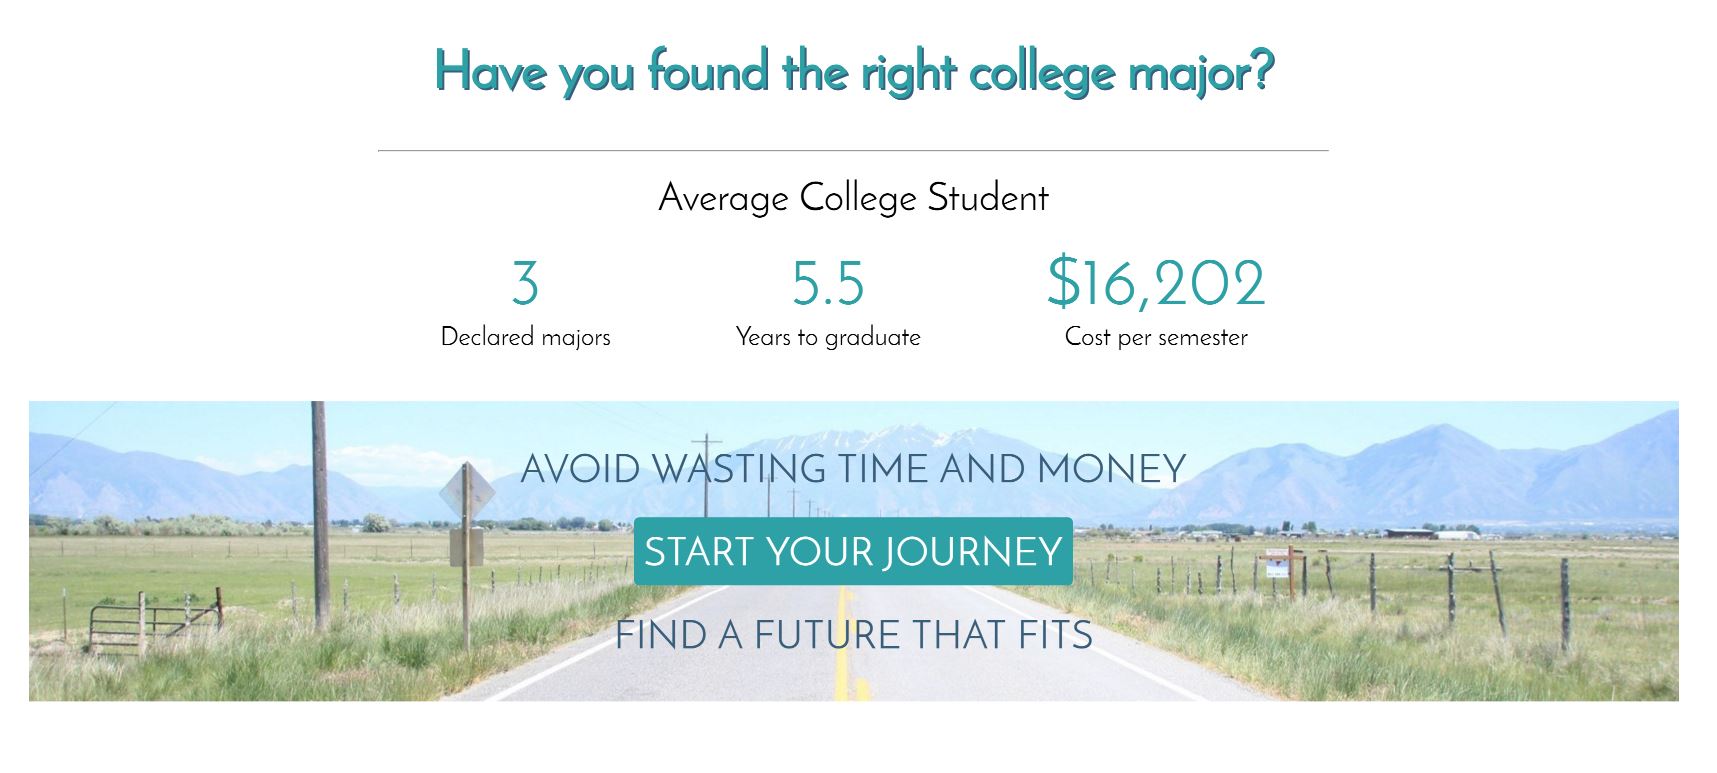 Have you found the right college major?
Average College Student
3
5.5
$16,202
Declared majors
Years to graduate
Cost per semester
AVOID WASTING TIME AND MONEY
START YOUR JOURNEY
FIND A FUTURE THAT FITS